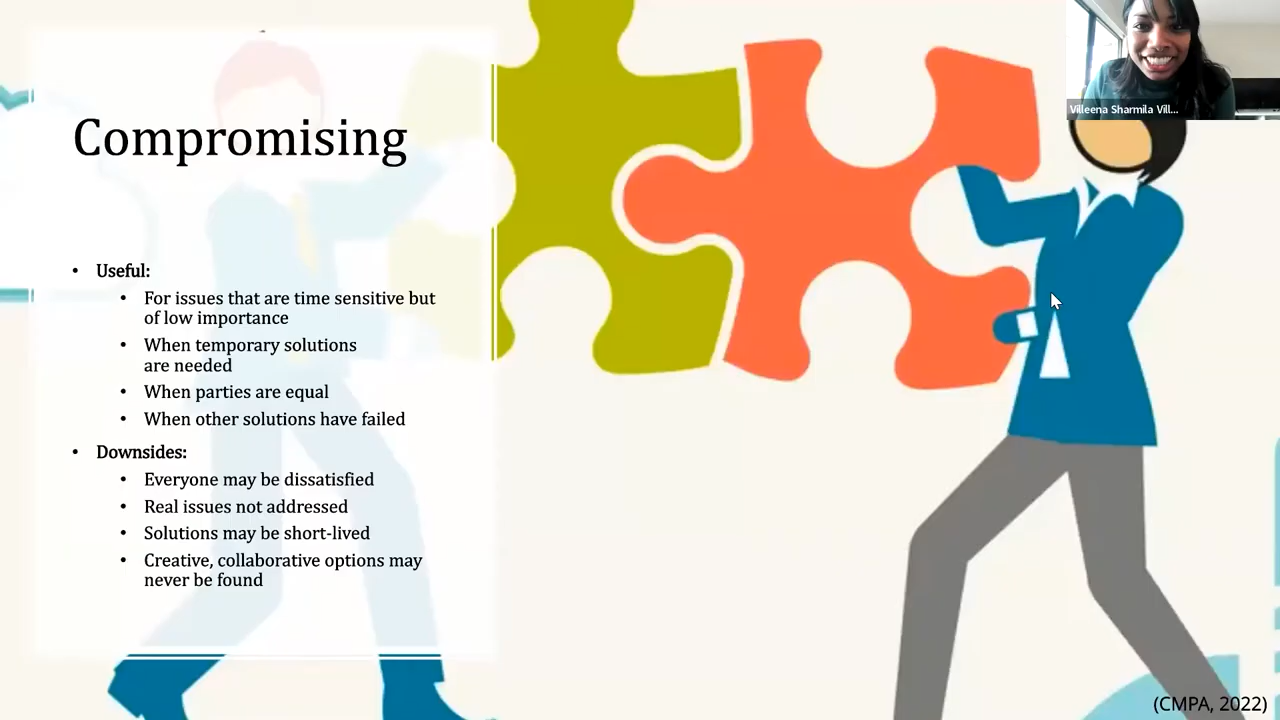 Compromising
• Useful:
• For issues that are time sensitive but
of low importance
• When temporary solutions
are needed
• When parties are equal
• When other solutions have failed
• Downsides:
• Everyone may be dissatisfied
• Real issues not addressed
• Solutions may be short-lived
• Creative, collaborative options may
never be found
Villeena Sharmila Vill...
(CMPA, 2022)